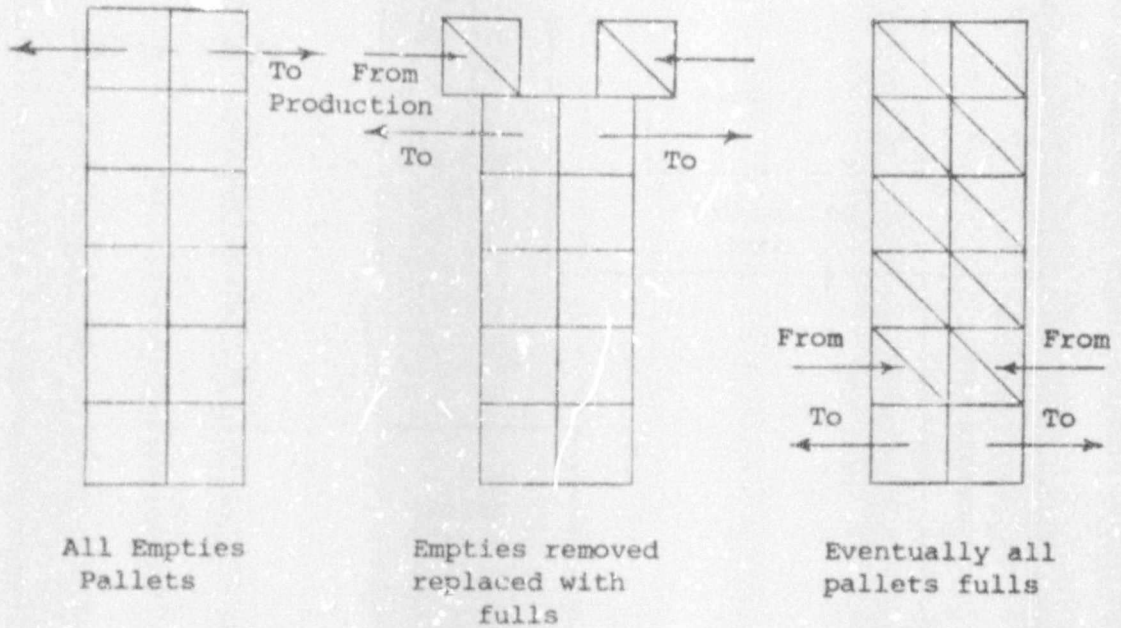 To
From
Production
To
To
From
From
To
To
All Empties
Pallets
Empties removed
replaced with
fulls
Eventually all
pallets fulls